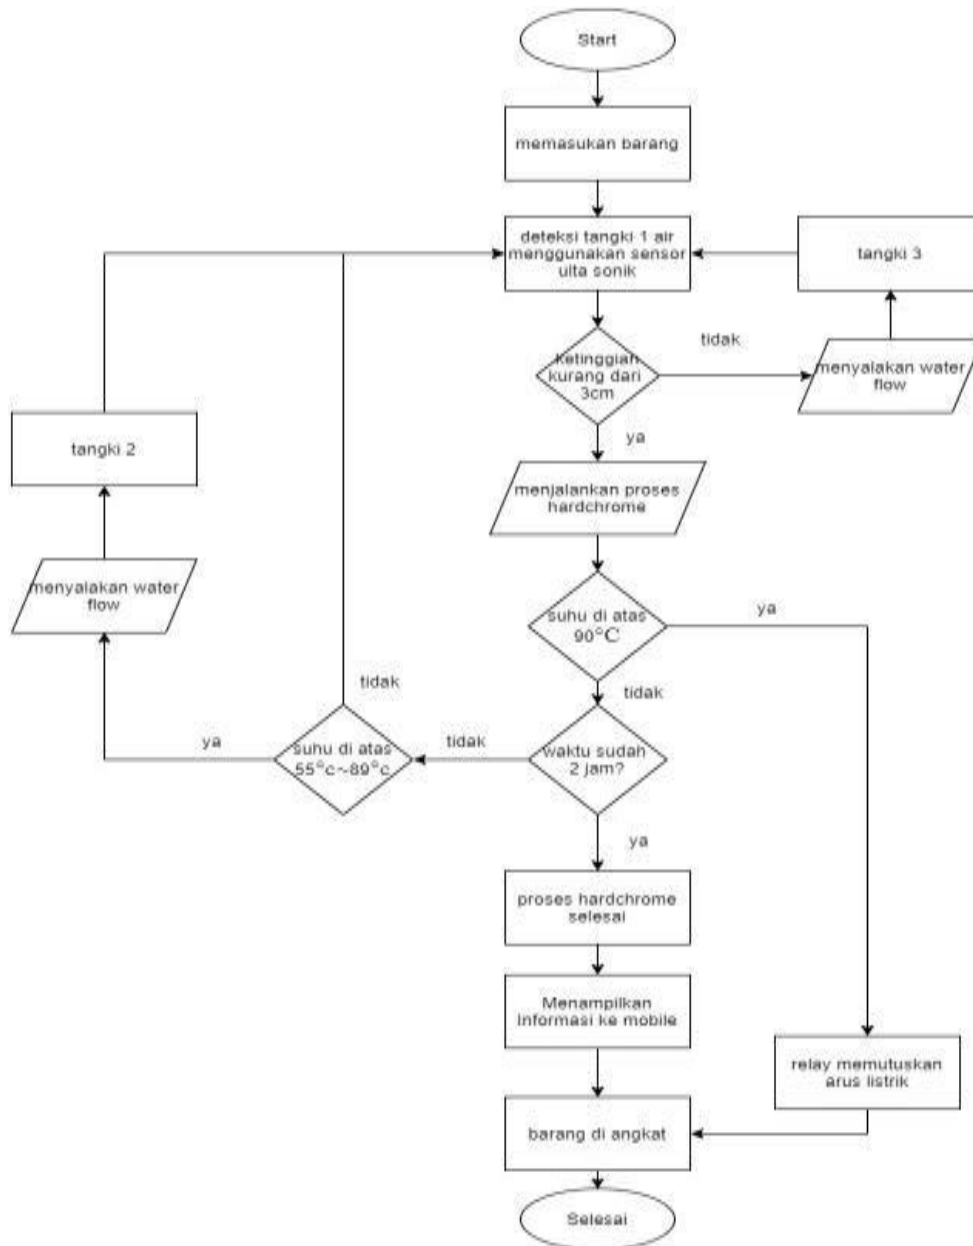 Start
memasukan barang
deteksi tangki 1 air
menggunakan sensor
ulta sonik
tangki 3
ketinggian
kurang dari
3cm
tidak
menyalakan water
flow
ya
tangki 2
menjalankan proses
hardchrome
menyalakan water
flow
suhu di atas
90°C
ya
tidak
tidak
suhu di atas
55°c~89°c
ya
tidak
waktu sudah
2 jam?
ya
proses hardchrome
selesai
Menampilkan
Informasi ke mobile
relay memutuskan
arus listrik
barang di angkat
Selesai